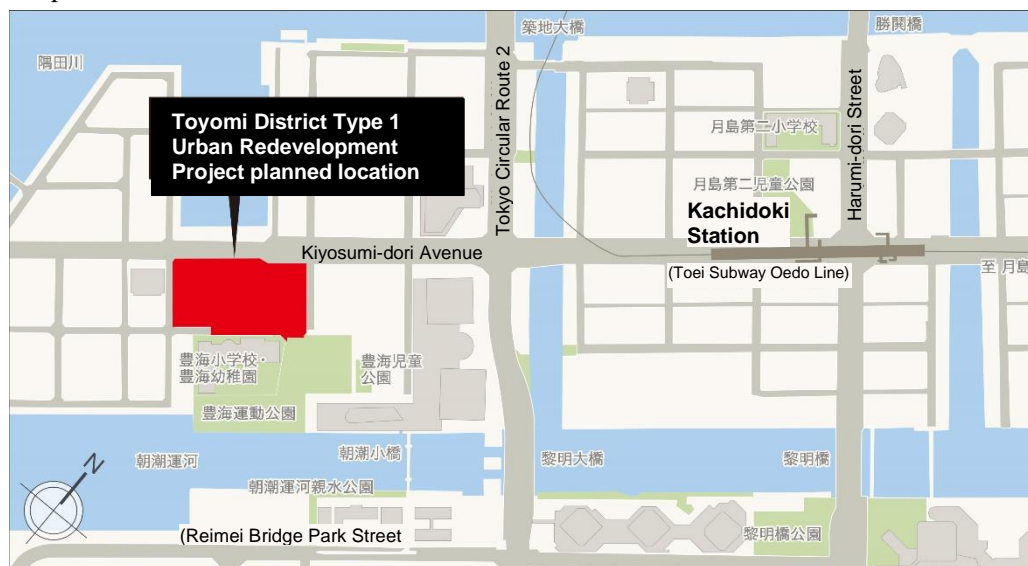 築地大橋
勝鬨橋
隅田川
Tokyo Circular Route 2
Harumi-dori Street
Toyomi District Type 1
Urban Redevelopment
Project planned location
月島第二小学校
月島第二児童公園
Kachidoki
Station
Kiyosumi-dori Avenue
(Toei Subway Oedo Line)
至 月島
豊海小学校・
豊海幼稚園
豊海児童
公園
豊海運動公園
朝潮運河
朝潮小橋
黎明大橋
黎明橋
朝潮運河親水公園
N
(Reimei Bridge Park Street
黎明橋公園